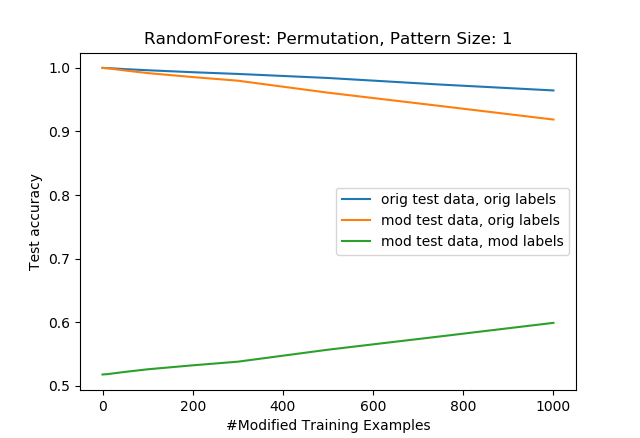 RandomForest: Permutation, Pattern Size: 1
Test accuracy
1.0
0.9
0.8
0.7
0.6
0.5
orig test data, orig labels
mod test data, orig labels
mod test data, mod labels
0 200 400 600 800 1000
#Modified Training Examples